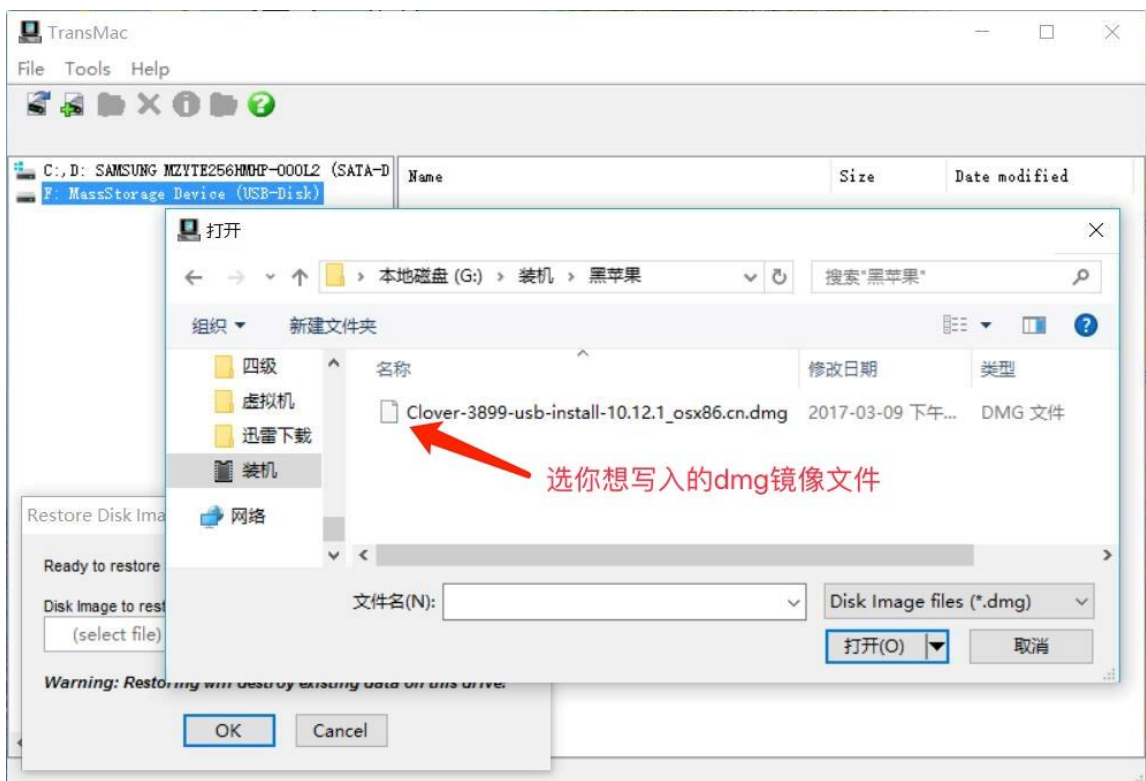 TransMac
File Tools Help
C:,D: SAMSUNG MZYTE256HMHP-000L2 (SATA-D
Name Size Date modified
F: MassStorage Device (USB-Disk)
打开
本地磁盘 (G:) › 装机 › 黑苹果
搜索"黑苹果"
组织 新建文件夹
四级
虚拟机
迅雷下载
装机
网络
名称 修改日期 类型
Clover-3899-usb-install-10.12.1_osx86.cn.dmg 2017-03-09 下午... DMG 文件
选你想写入的dmg镜像文件
文件名(N):
Disk Image files (*.dmg)
打开(O) 取消
Restore Disk Ima
Ready to restore
Disk Image to rest
(select file)
Warning: Restoring will destroy existing data on this drive.
OK Cancel